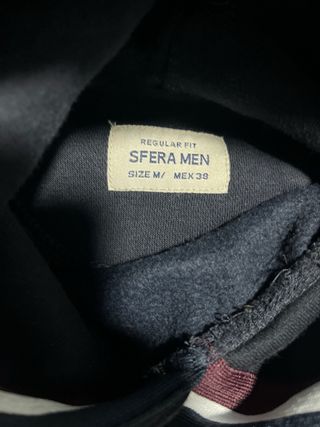 REGULAR FIT
SFERA MEN
SIZE M/ MEX 38